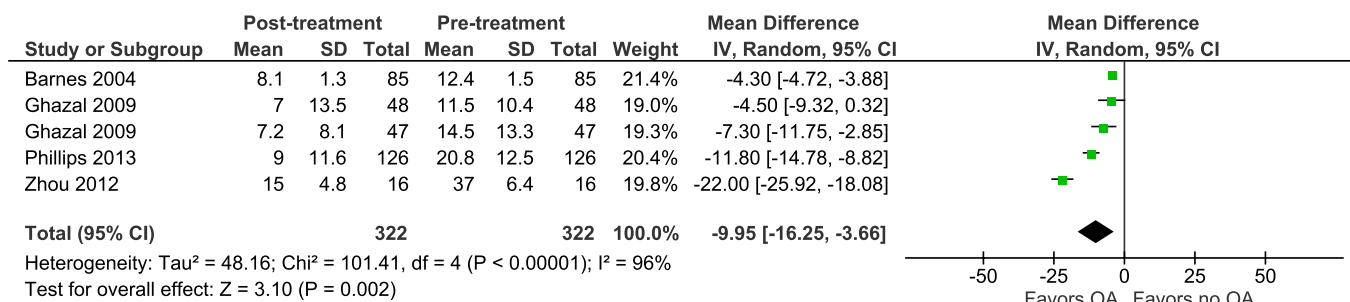 Post-treatment Pre-treatment Mean Difference Mean Difference
Study or Subgroup Mean SD Total Mean SD Total Weight IV, Random, 95% CI IV, Random, 95% CI
Barnes 2004 8.1 1.3 85 12.4 1.5 85 21.4% -4.30 [-4.72, -3.88]
Ghazal 2009 7 13.5 48 11.5 10.4 48 19.0% -4.50 [-9.32, 0.32]
Ghazal 2009 7.2 8.1 47 14.5 13.3 47 19.3% -7.30 [-11.75, -2.85]
Phillips 2013 9 11.6 126 20.8 12.5 126 20.4% -11.80 [-14.78, -8.82]
Zhou 2012 15 4.8 16 37 6.4 16 19.8% -22.00 [-25.92, -18.08]
Total (95% CI) 322 322 100.0% -9.95 [-16.25, -3.66]
Heterogeneity: Tau² = 48.16; Chi² = 101.41, df = 4 (P < 0.00001); I² = 96%
Test for overall effect: Z = 3.10 (P = 0.002)
-50 -25 0 25 50
Favors OA Favors no OA